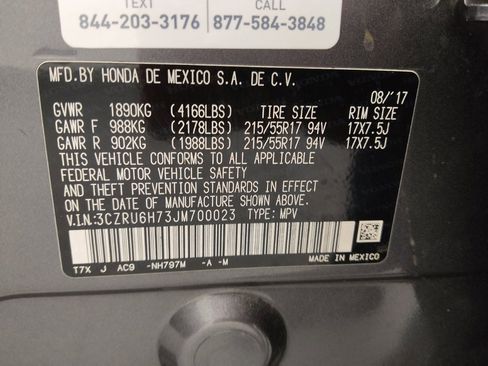 TEXT CALL
844-203-3176 877-584-3848
MFD.BY HONDA DE MEXICO S.A. DE C.V.
08/'17
GVWR 1890KG (4166LBS) TIRE SIZE RIM SIZE
GAWR F 988KG (2178LBS) 215/55R17 94V 17X7.5J
GAWR R 902KG (1988LBS) 215/55R17 94V 17X7.5J
THIS VEHICLE CONFORMS TO ALL APPLICABLE
FEDERAL MOTOR VEHICLE SAFETY
AND THEFT PREVENTION STANDARDS IN EFFECT
ON THE DATE OF MANUFACTURE SHOWN ABOVE.
V.I.N:3CZRU6H73JM700023 TYPE: MPV
T7X J AC9 -NH797M -A -M
MADE IN MEXICO